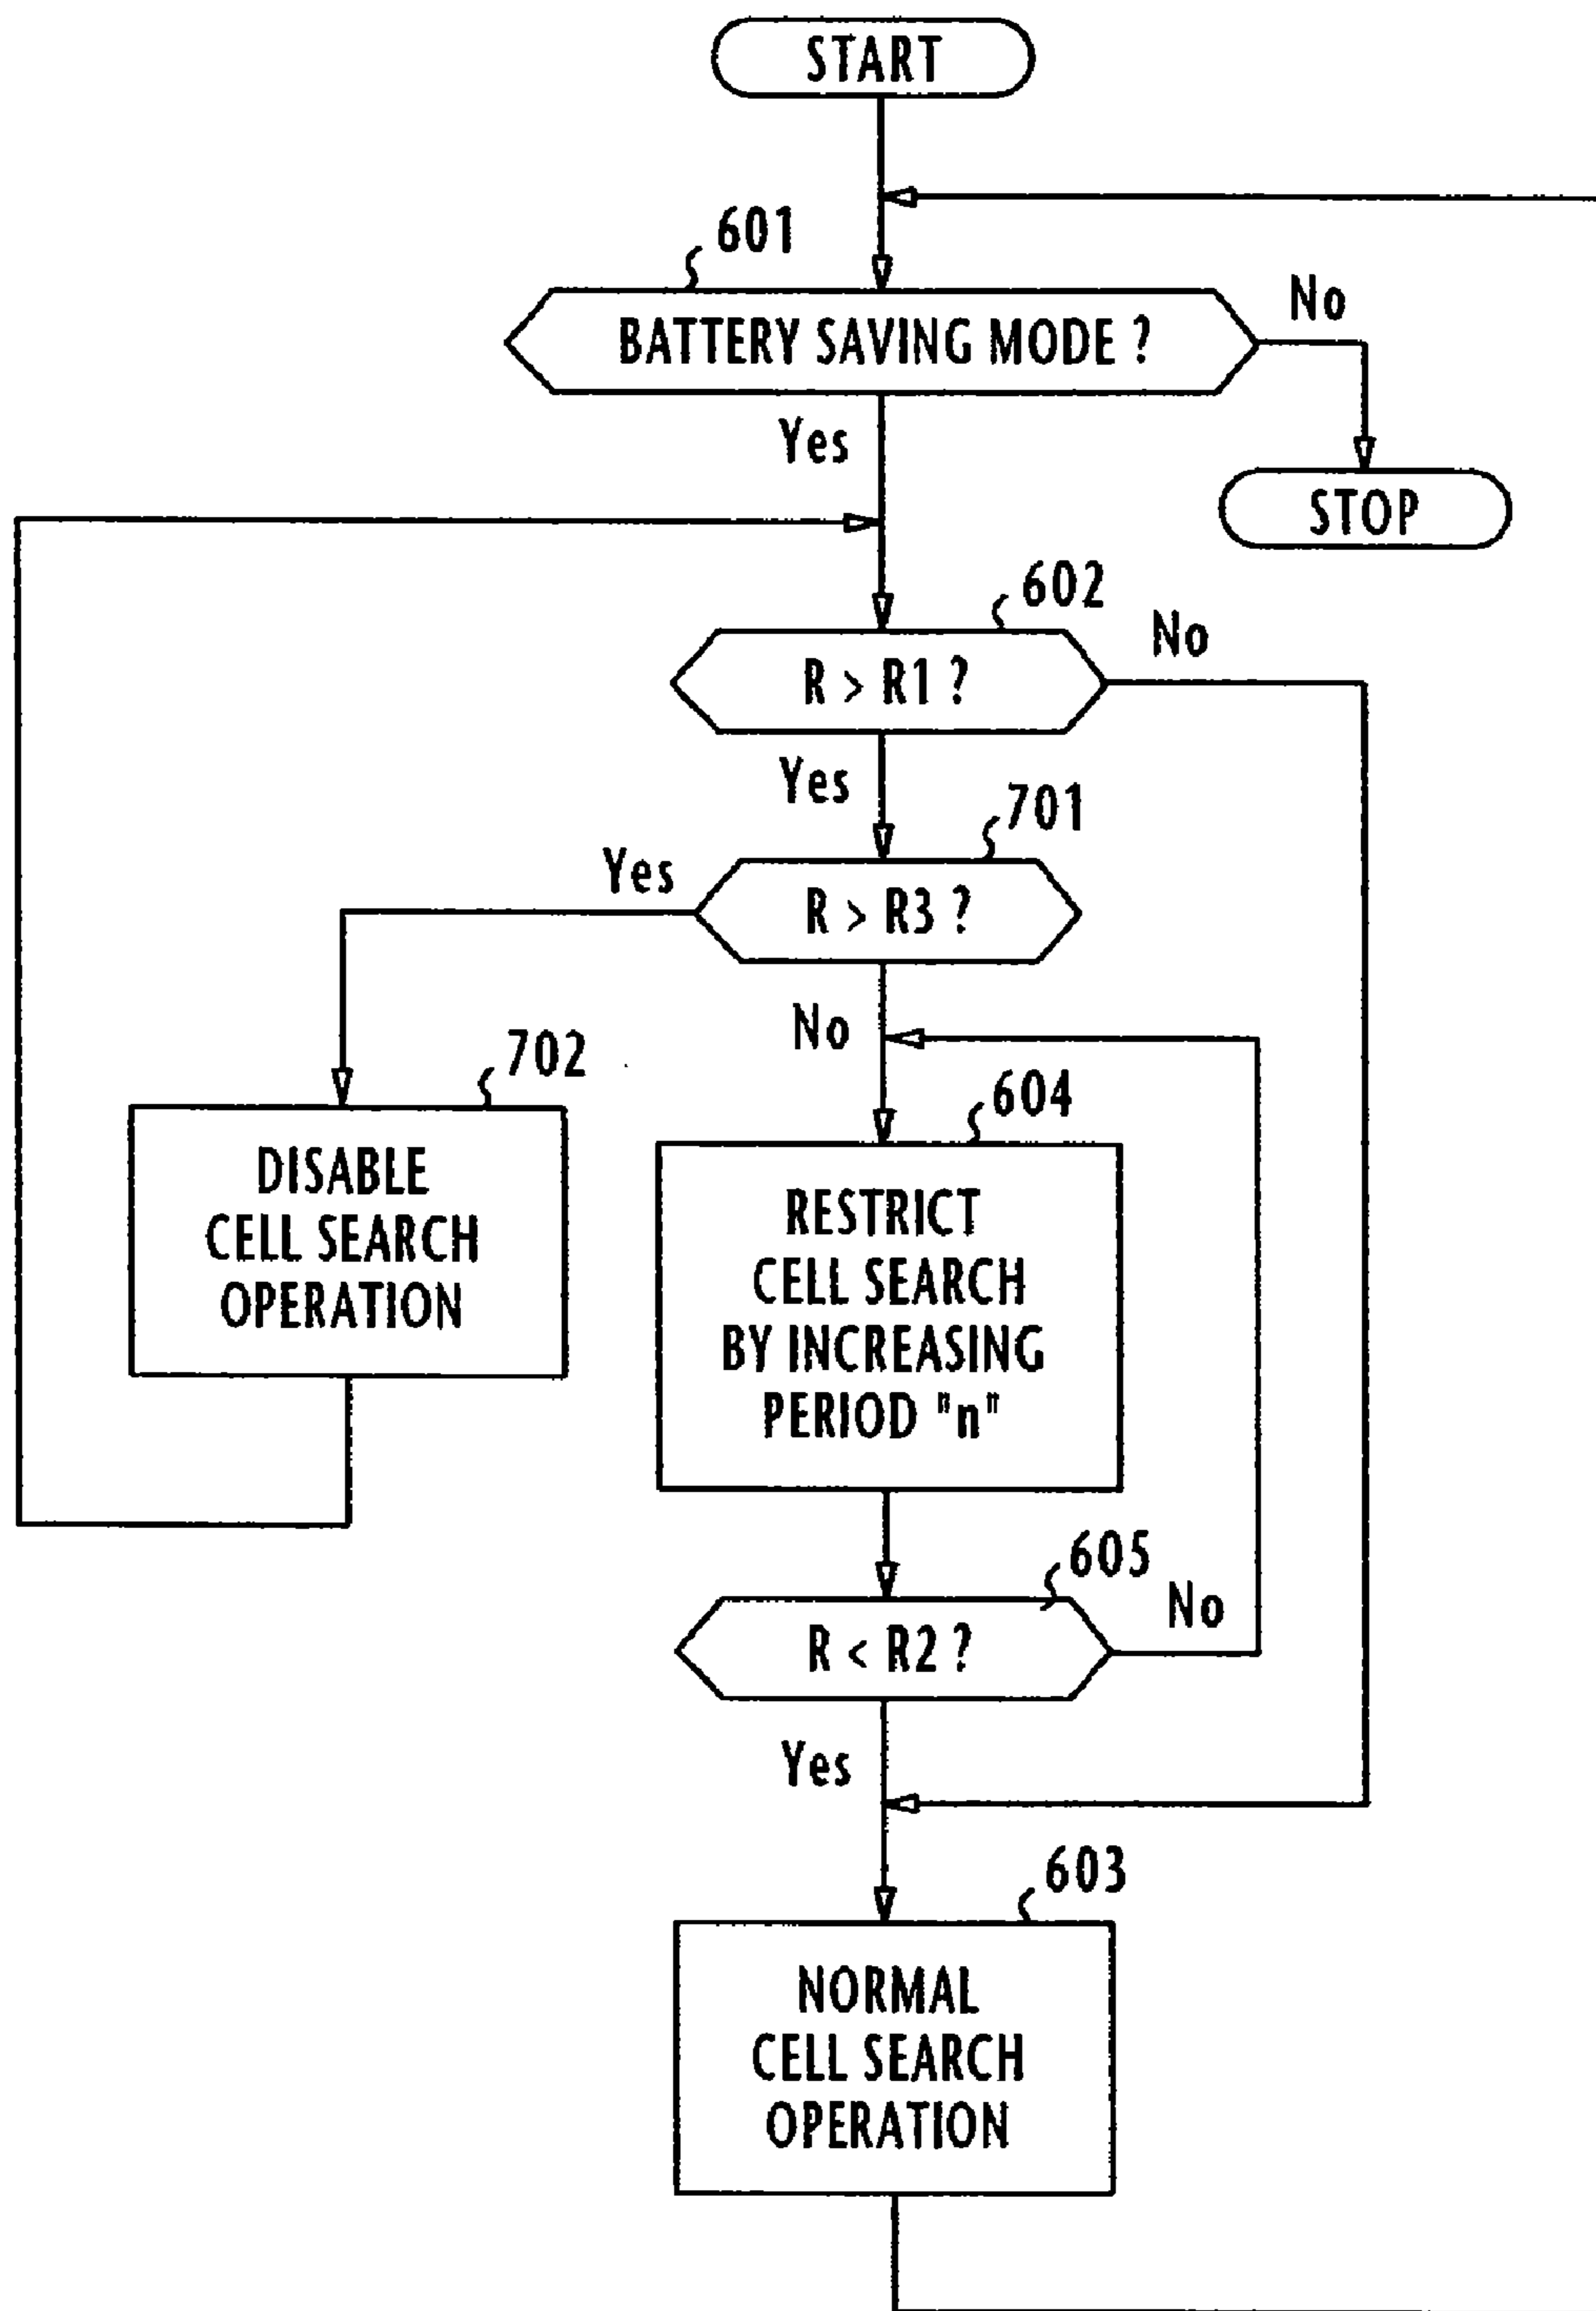 START
601
BATTERY SAVING MODE ?
No
Yes
STOP
602
R > R1 ?
No
Yes
701
R > R3 ?
Yes
No
702
DISABLE
CELL SEARCH
OPERATION
604
RESTRICT
CELL SEARCH
BY INCREASING
PERIOD "n"
605
R < R2 ?
No
Yes
603
NORMAL
CELL SEARCH
OPERATION